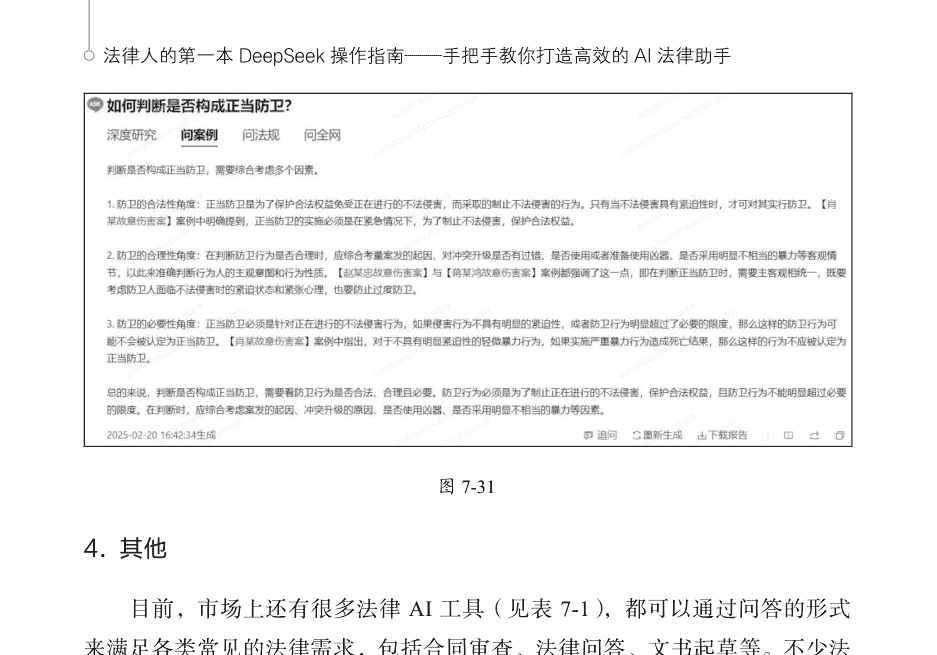 法律人的第一本 DeepSeek 操作指南——手把手教你打造高效的 AI 法律助手
如何判断是否构成正当防卫?
深度研究 问案例 问法规 问全网
判断是否构成正当防卫，需要综合考虑多个因素。
1. 防卫的合法性角度：正当防卫是为了保护合法权益免受正在进行的不法侵害，而采取的制止不法侵害的行为。只有当不法侵害具有紧迫性时，才可对其实行防卫。【肖
某故意伤害案】案例中明确提到，正当防卫的实施必须是在紧急情况下，为了制止不法侵害，保护合法权益。
2. 防卫的合理性角度：在判断防卫行为是否合理时，应综合考量案发的起因、对冲突升级是否有过错、是否使用或者准备使用凶器、是否采用明显不相当的暴力等客观情
节，以此来准确判断行为人的主观意图和行为性质。【赵某忠故意伤害案】与【蒋某鸿故意伤害案】案例都强调了这一点，即在判断正当防卫时，需要主客观相统一，既要
考虑防卫人面临不法侵害时的紧迫状态和紧张心理，也要防止过度防卫。
3. 防卫的必要性角度：正当防卫必须是针对正在进行的不法侵害行为，如果侵害行为不具有明显的紧迫性，或者防卫行为明显超过了必要的限度，那么这样的防卫行为可
能不会被认定为正当防卫。【肖某故意伤害案】案例中指出，对于不具有明显紧迫性的轻微暴力行为，如果实施严重暴力行为造成死亡结果，那么这样的行为不应被认定为
正当防卫。
总的来说，判断是否构成正当防卫，需要看防卫行为是否合法、合理且必要。防卫行为必须是为了制止正在进行的不法侵害，保护合法权益，且防卫行为不能明显超过必要
的限度。在判断时，应综合考虑案发的起因、冲突升级的原因、是否使用凶器、是否采用明显不相当的暴力等因素。
2025-02-20 16:42:34生成 追问 重新生成 下载报告
图 7-31
4. 其他
目前，市场上还有很多法律 AI 工具（见表 7-1），都可以通过问答的形式
来满足各类常见的法律需求，包括合同审查、法律问答、文书起草等。不少法